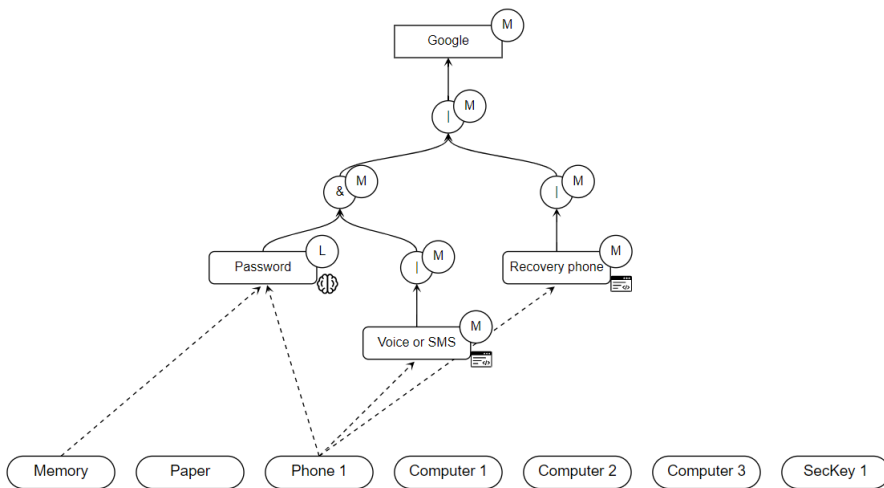 Google
M
|
M
&
M
|
M
Password
L
|
M
Recovery phone
M
Voice or SMS
M
Memory
Paper
Phone 1
Computer 1
Computer 2
Computer 3
SecKey 1